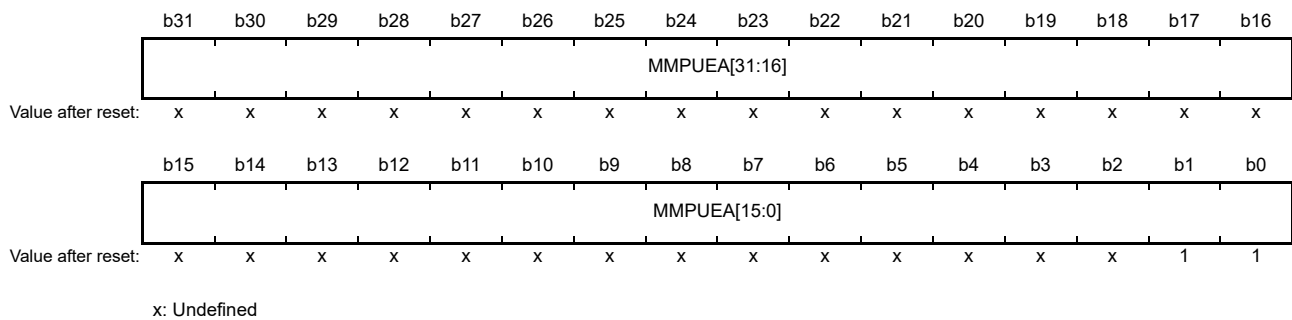 b31 b30 b29 b28 b27 b26 b25 b24 b23 b22 b21 b20 b19 b18 b17 b16
MMPUEA[31:16]
Value after reset: x x x x x x x x x x x x x x x x
b15 b14 b13 b12 b11 b10 b9 b8 b7 b6 b5 b4 b3 b2 b1 b0
MMPUEA[15:0]
Value after reset: x x x x x x x x x x x x x x 1 1
x: Undefined